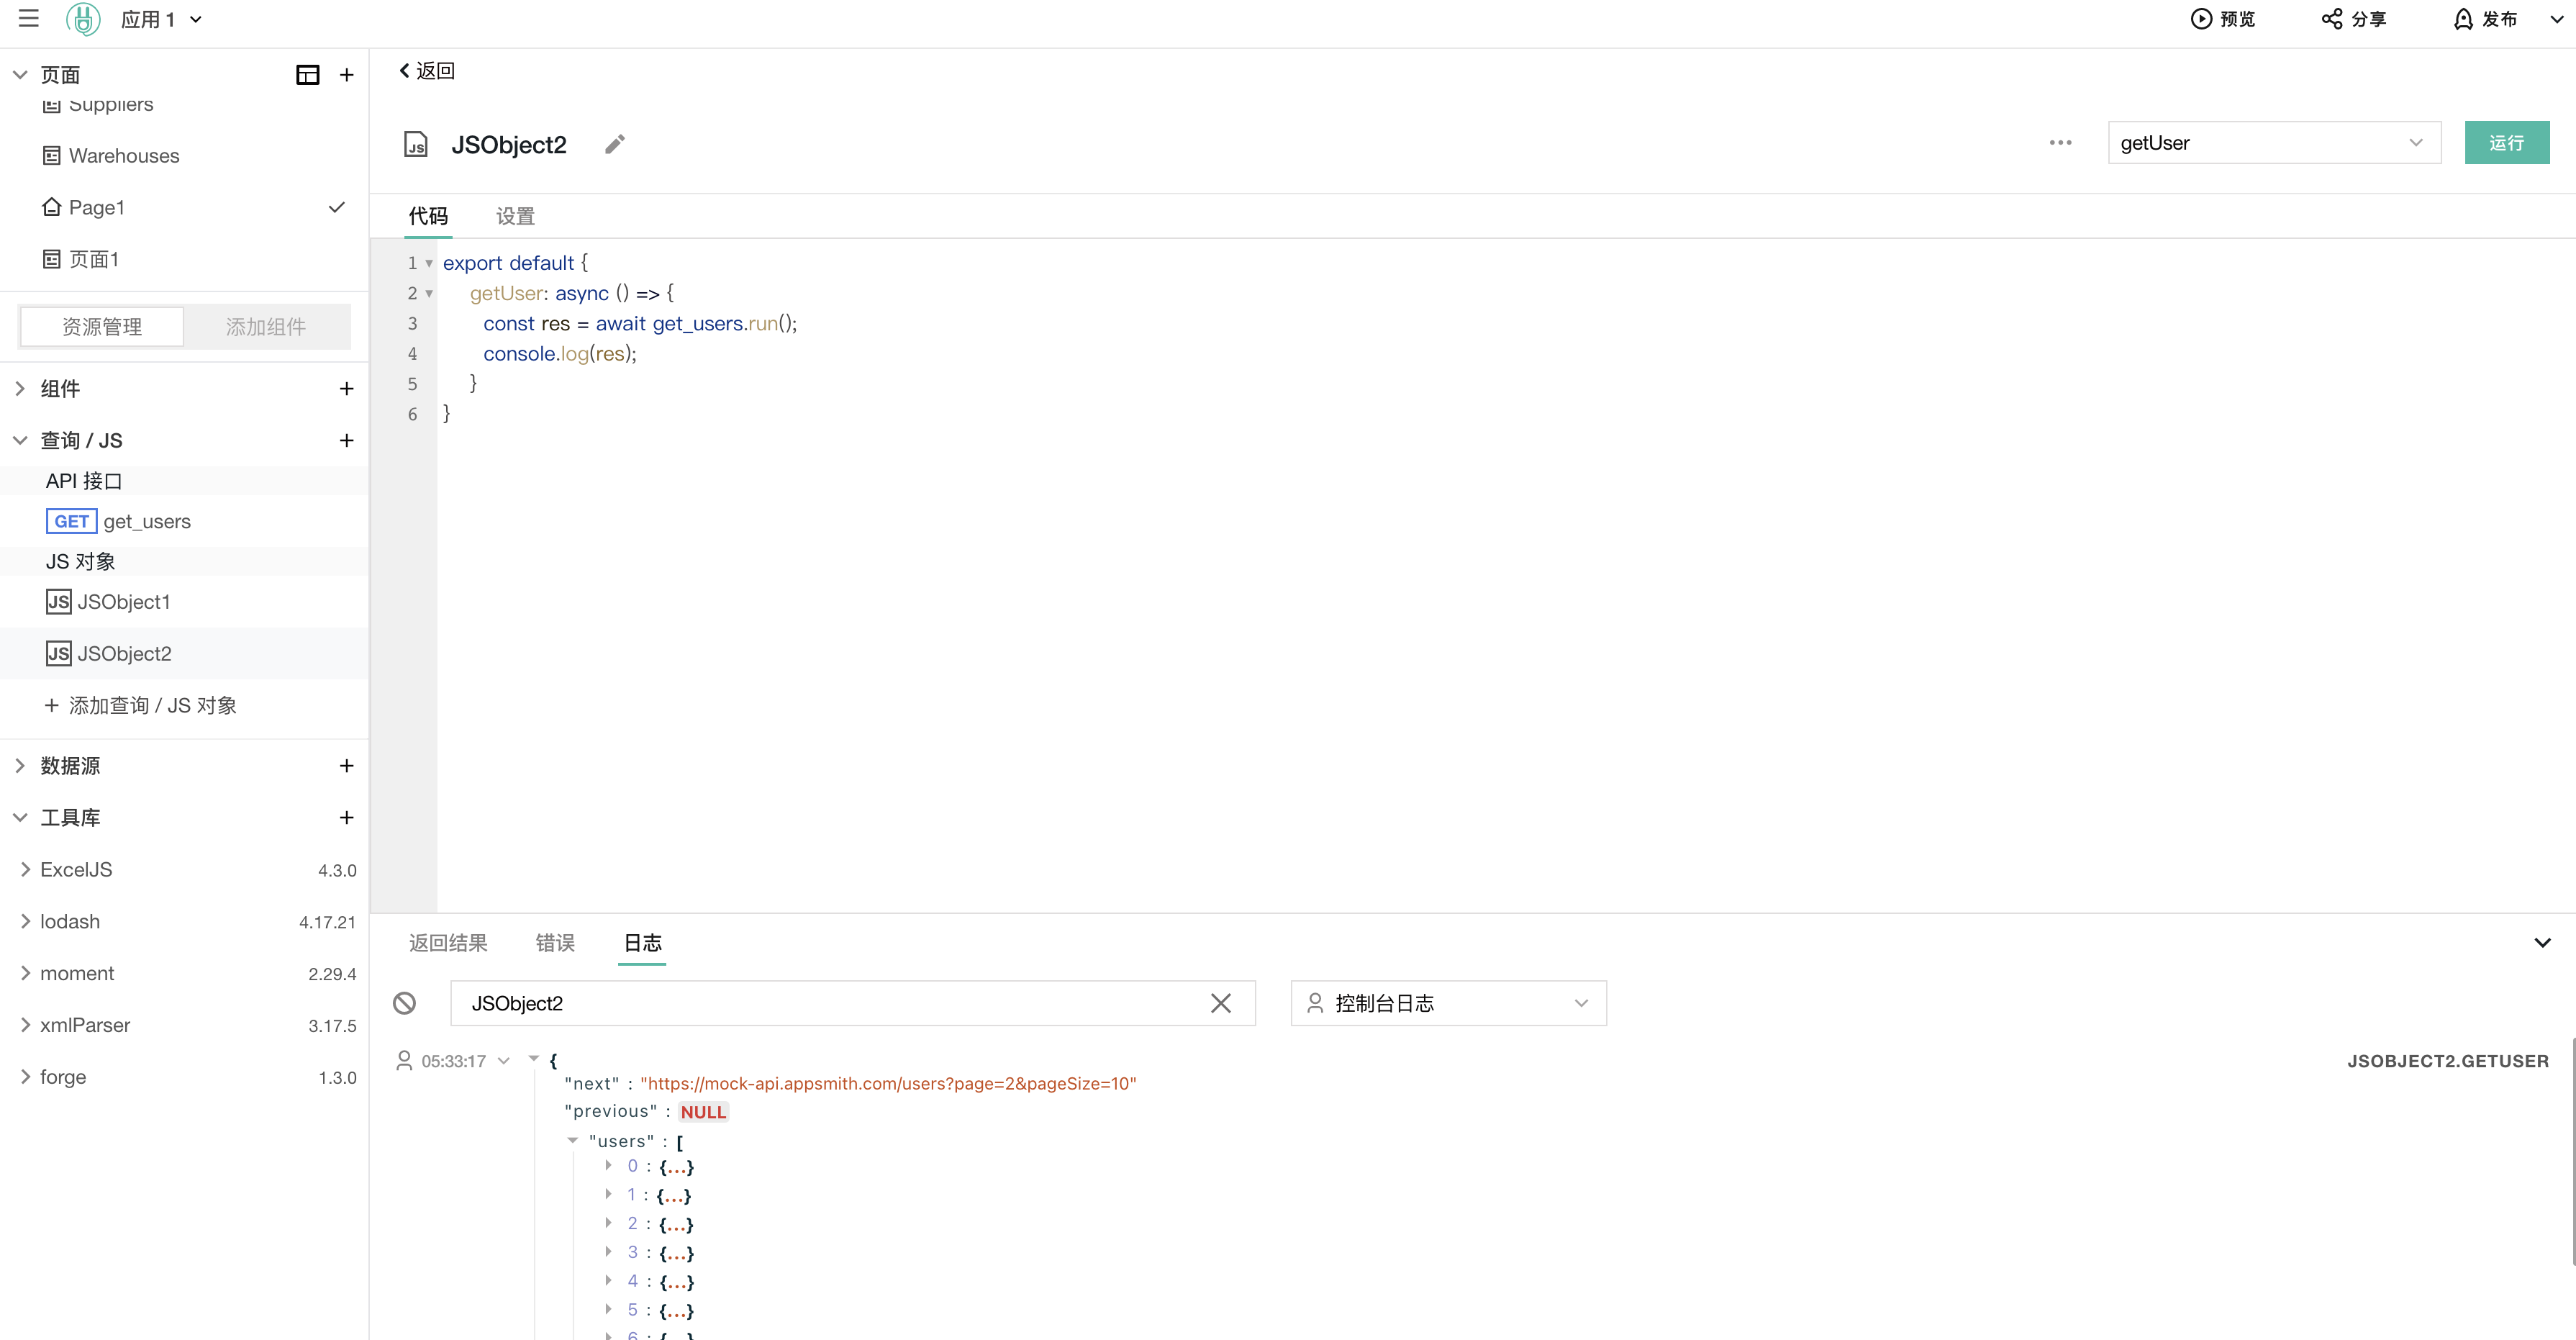 应用 1
预览
分享
发布
页面
Suppliers
Warehouses
Page1
页面1
资源管理
添加组件
组件
查询 / JS
API 接口
GET get_users
JS 对象
JS JSObject1
JS JSObject2
添加查询 / JS 对象
数据源
工具库
ExcelJS 4.3.0
lodash 4.17.21
moment 2.29.4
xmlParser 3.17.5
forge 1.3.0
返回
JS JSObject2
getUser
运行
代码 设置
1 export default {
2 getUser: async () => {
3 const res = await get_users.run();
4 console.log(res);
5 }
6 }
返回结果 错误 日志
JSObject2
控制台日志
05:33:17 {
JSOBJECT2.GETUSER
"next" : "https://mock-api.appsmith.com/users?page=2&pageSize=10"
"previous" : NULL
"users" : [
0 : {...}
1 : {...}
2 : {...}
3 : {...}
4 : {...}
5 : {...}
6 : {...}